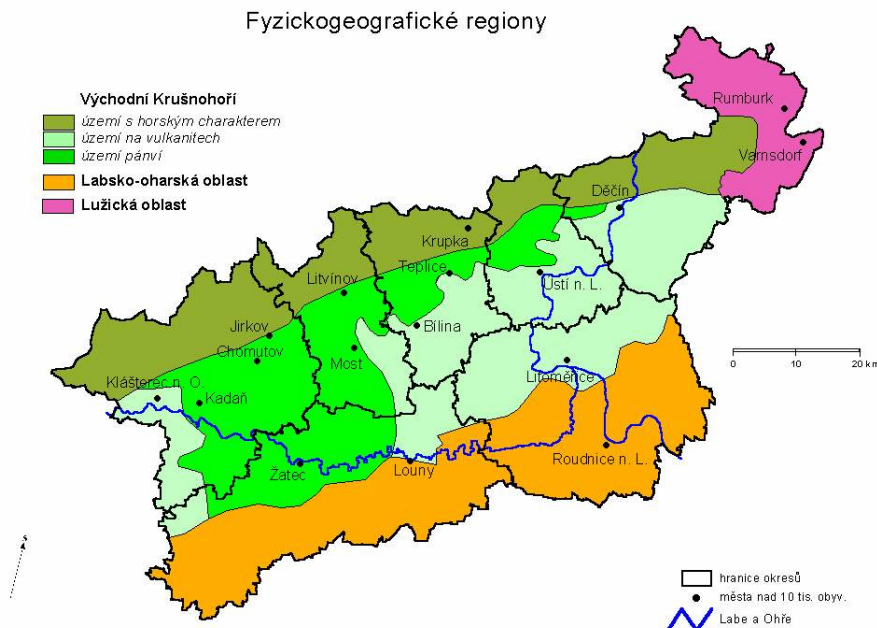 Fyzickogeografické regiony
Východní Krušnohoří
území s horským charakterem
území na vulkanitech
území pánví
Labsko-oharská oblast
Lužická oblast
Rumburk
Varnsdorf
Děčín
Krupka
Teplice
Ústí n. L.
Litvínov
Bílina
Jirkov
Chomutov
Most
Litoměřice
Klášterec n. O.
Kadaň
Žatec
Louny
Roudnice n. L.
0 10 20 km
S
hranice okresů
města nad 10 tis. obyv.
Labe a Ohře